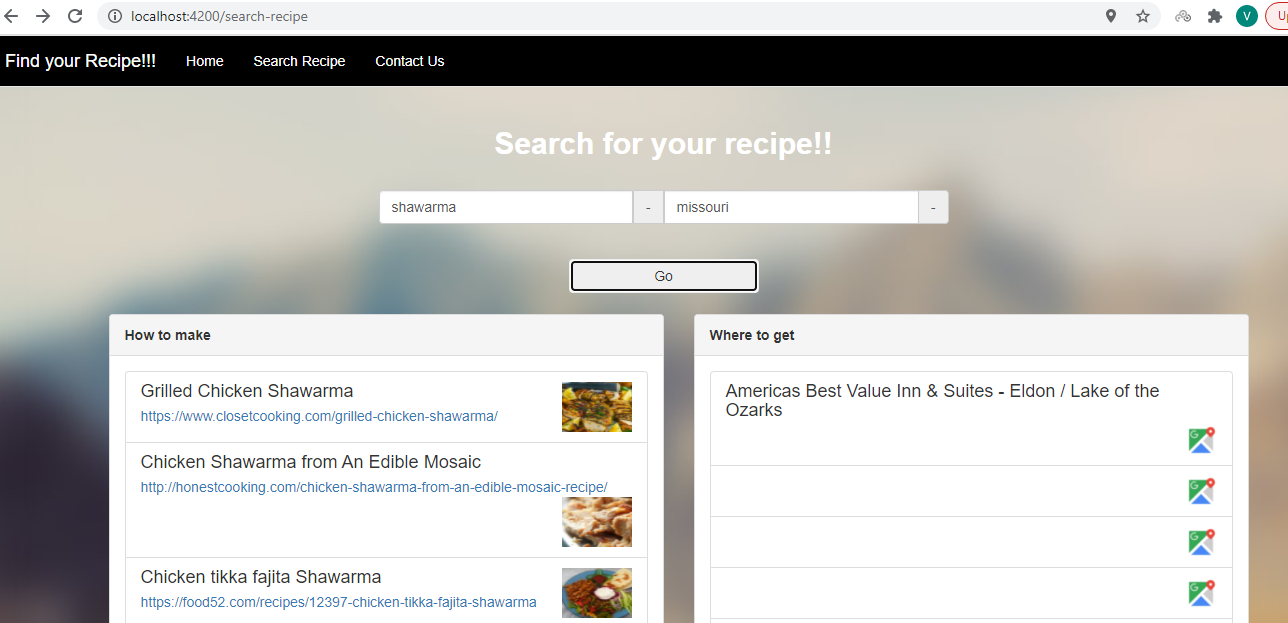 localhost:4200/search-recipe
V
Find your Recipe!!! Home Search Recipe Contact Us
Search for your recipe!!
shawarma - missouri -
Go
How to make
Grilled Chicken Shawarma
https://www.closetcooking.com/grilled-chicken-shawarma/
Chicken Shawarma from An Edible Mosaic
http://honestcooking.com/chicken-shawarma-from-an-edible-mosaic-recipe/
Chicken tikka fajita Shawarma
https://food52.com/recipes/12397-chicken-tikka-fajita-shawarma
Where to get
Americas Best Value Inn & Suites - Eldon / Lake of the
Ozarks
G
G
G
G